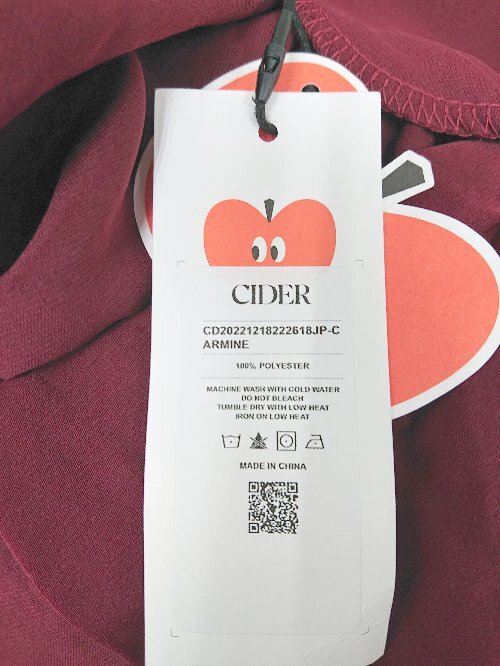 CIDER
CD20221218222618JP-C
ARMINE
100% POLYESTER
MACHINE WASH WITH COLD WATER
DO NOT BLEACH
TUMBLE DRY WITH LOW HEAT
IRON ON LOW HEAT
MADE IN CHINA